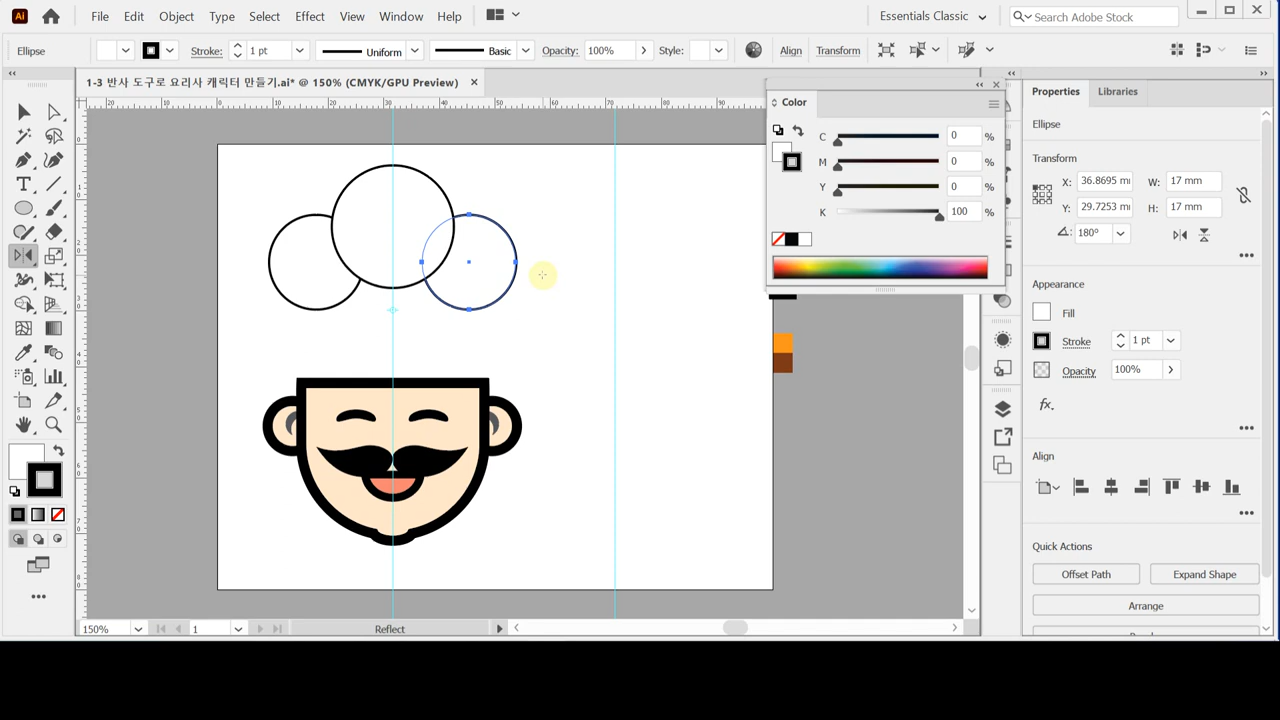 Ai File Edit Object Type Select Effect View Window Help Essentials Classic Search Adobe Stock
Ellipse Stroke: 1 pt Uniform Basic Opacity: 100% Style: Align Transform
1-3 반사 도구로 요리사 캐릭터 만들기.ai* @ 150% (CMYK/GPU Preview)
Color
C 0 %
M 0 %
Y 0 %
K 100 %
Properties Libraries
Ellipse
Transform
X: 36.8695 mi W: 17 mm
Y: 29.7253 mi H: 17 mm
180°
Appearance
Fill
Stroke 1 pt
Opacity 100%
fx.
Align
Quick Actions
Offset Path Expand Shape
Arrange
150% 1 Reflect